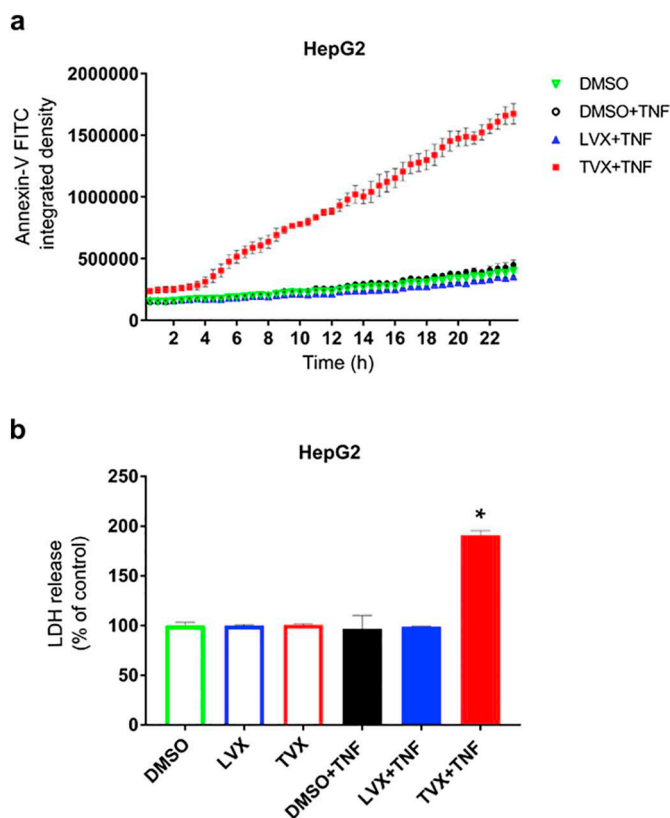 a
HepG2
Annexin-V FITC
integrated density
2000000
1500000
1000000
500000
0
2 4 6 8 10 12 14 16 18 20 22
Time (h)
DMSO
DMSO+TNF
LVX+TNF
TVX+TNF
b
HepG2
LDH release
(% of control)
250
200
150
100
50
0
*
DMSO
LVX
TVX
DMSO+TNF
LVX+TNF
TVX+TNF